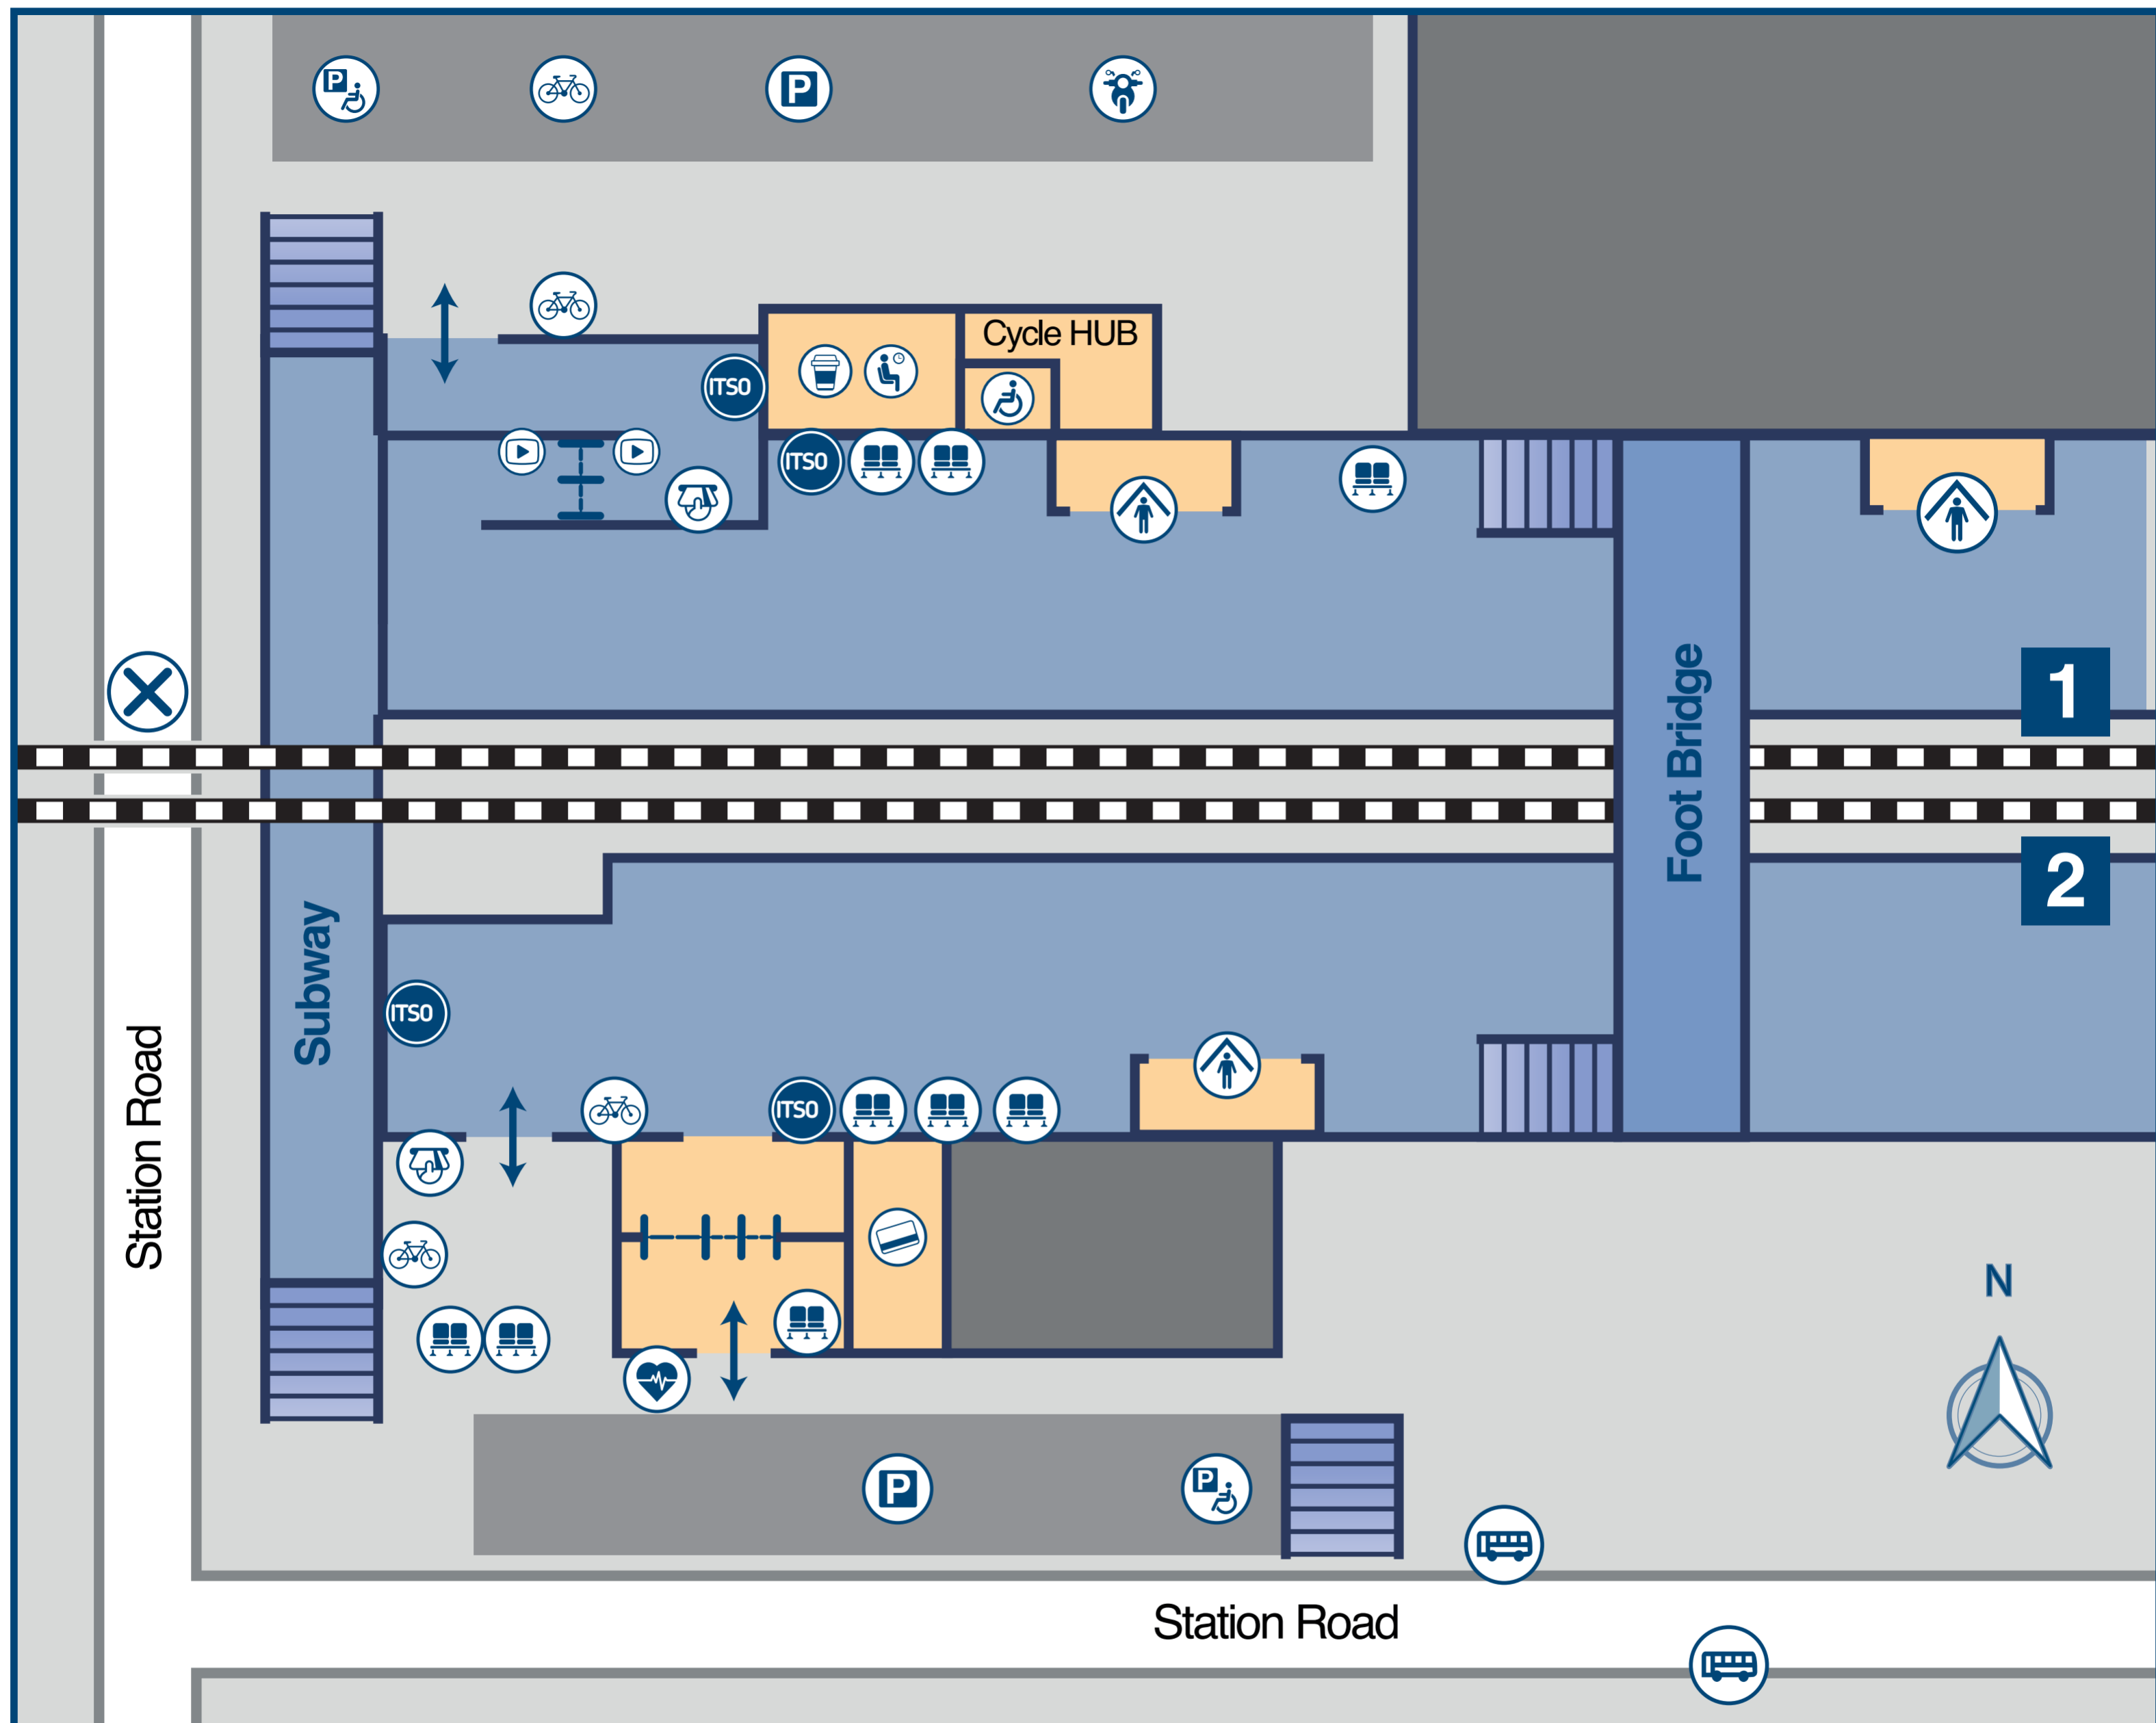 P
P
Cycle HUB
ITSO
ITSO
1
Foot Bridge
2
Subway
ITSO
Station Road
ITSO
N
P
P
Station Road